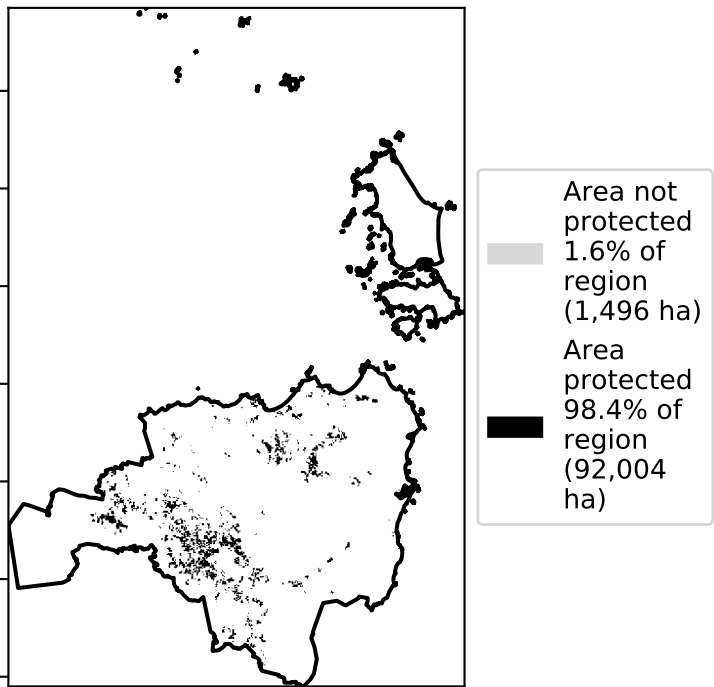 Area not
protected
1.6% of
region
(1,496 ha)
Area
protected
98.4% of
region
(92,004
ha)